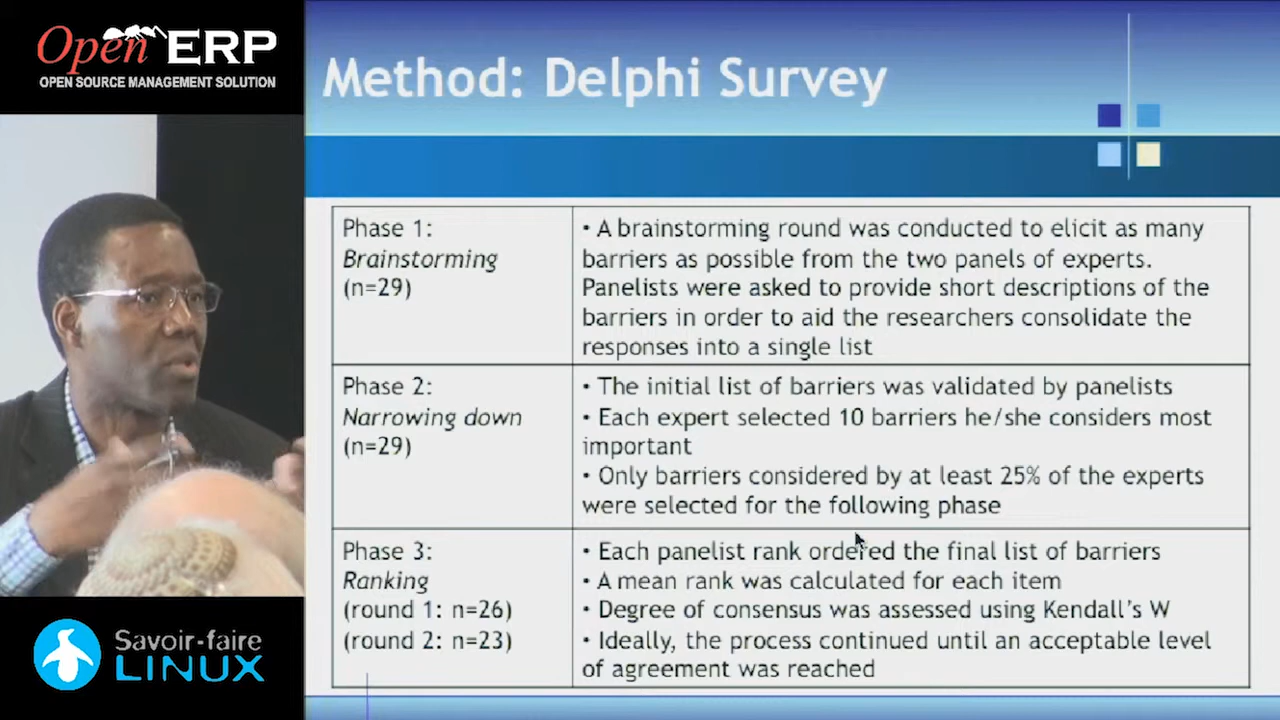 Open ERP
OPEN SOURCE MANAGEMENT SOLUTION
Method: Delphi Survey
Phase 1:
Brainstorming
(n=29)
• A brainstorming round was conducted to elicit as many
barriers as possible from the two panels of experts.
Panelists were asked to provide short descriptions of the
barriers in order to aid the researchers consolidate the
responses into a single list
Phase 2:
Narrowing down
(n=29)
• The initial list of barriers was validated by panelists
• Each expert selected 10 barriers he/she considers most
important
• Only barriers considered by at least 25% of the experts
were selected for the following phase
Phase 3:
Ranking
(round 1: n=26)
(round 2: n=23)
• Each panelist rank ordered the final list of barriers
• A mean rank was calculated for each item
• Degree of consensus was assessed using Kendall's W
• Ideally, the process continued until an acceptable level
of agreement was reached
Savoir-faire
LINUX